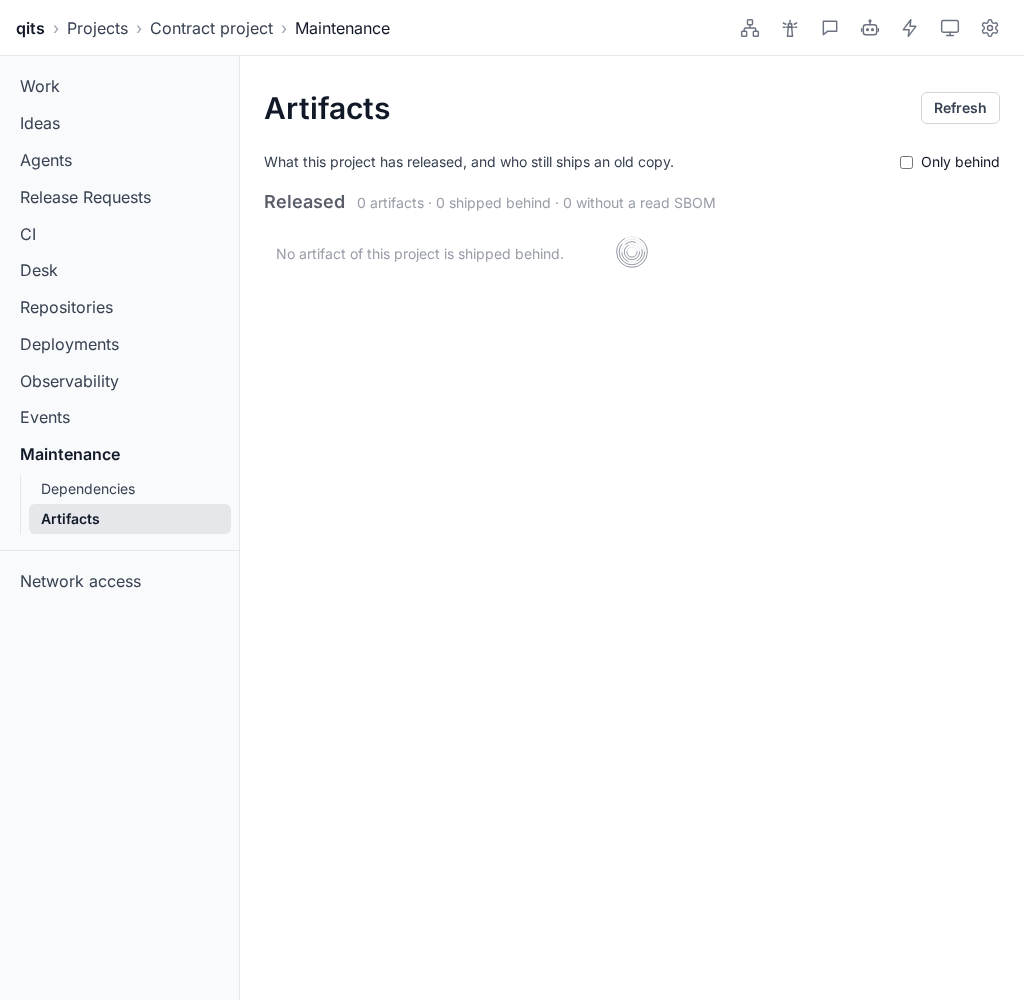 qits › Projects › Contract project › Maintenance
Work
Ideas
Agents
Release Requests
CI
Desk
Repositories
Deployments
Observability
Events
Maintenance
Dependencies
Artifacts
Network access
Artifacts
Refresh
What this project has released, and who still ships an old copy.
Only behind
Released 0 artifacts · 0 shipped behind · 0 without a read SBOM
No artifact of this project is shipped behind.